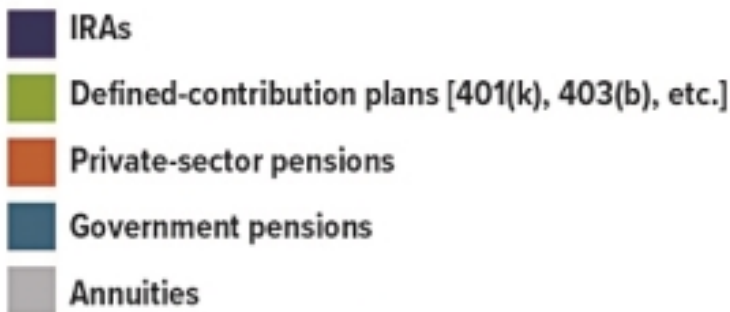 IRAs
Defined-contribution plans [401(k), 403(b), etc.]
Private-sector pensions
Government pensions
Annuities